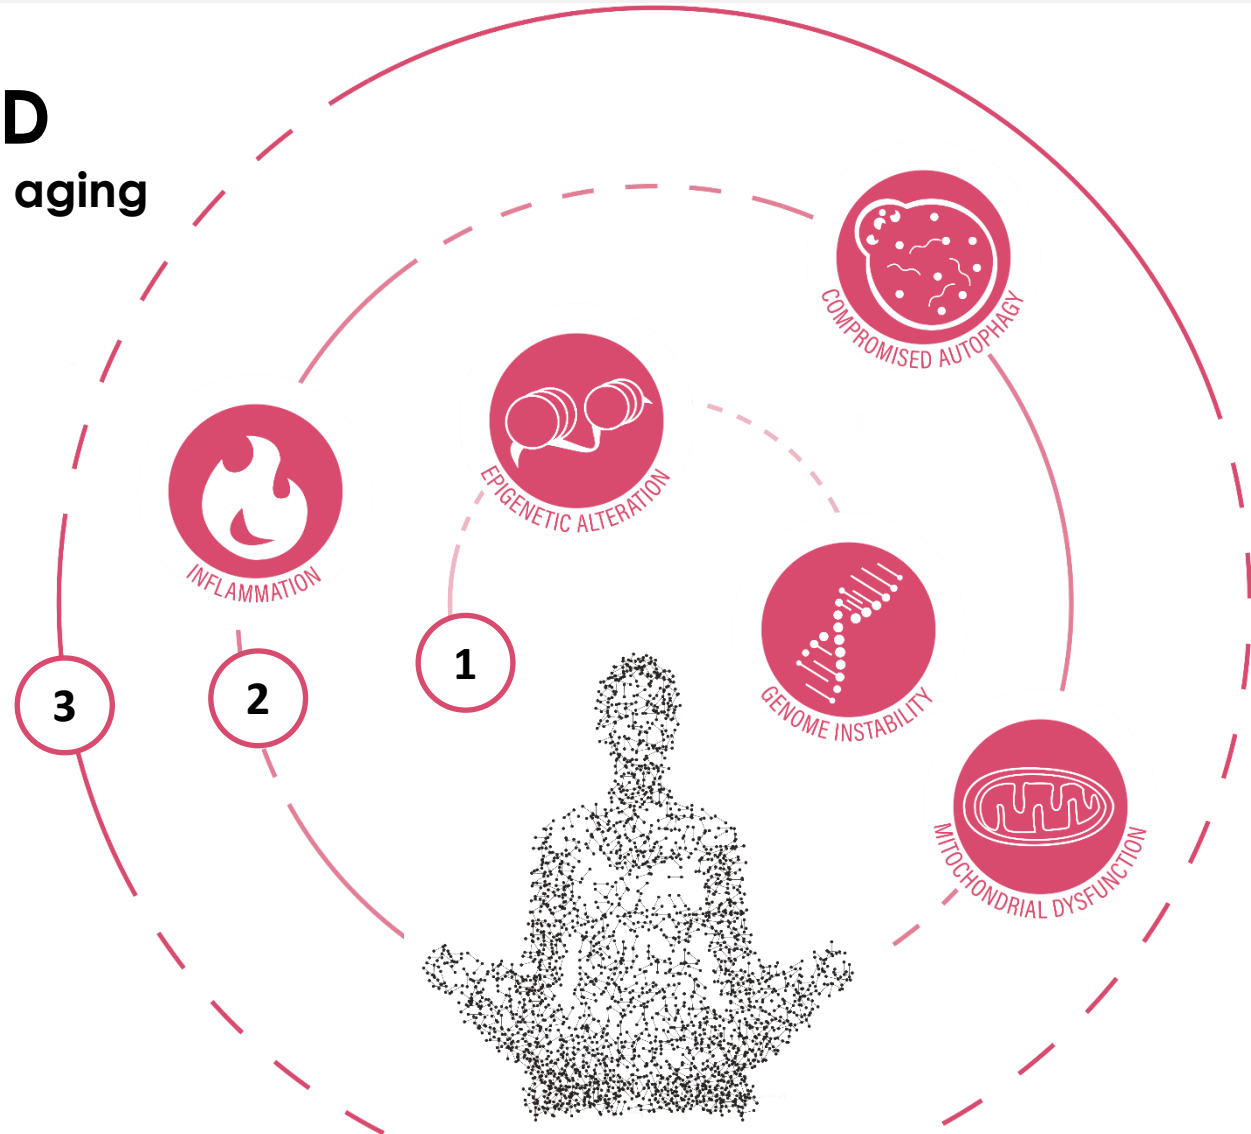 D
aging
COMPROMISED AUTOPHAGY
EPIGENETIC ALTERATION
INFLAMMATION
1
2
3
GENOME INSTABILITY
MITOCHONDRIAL DYSFUNCTION